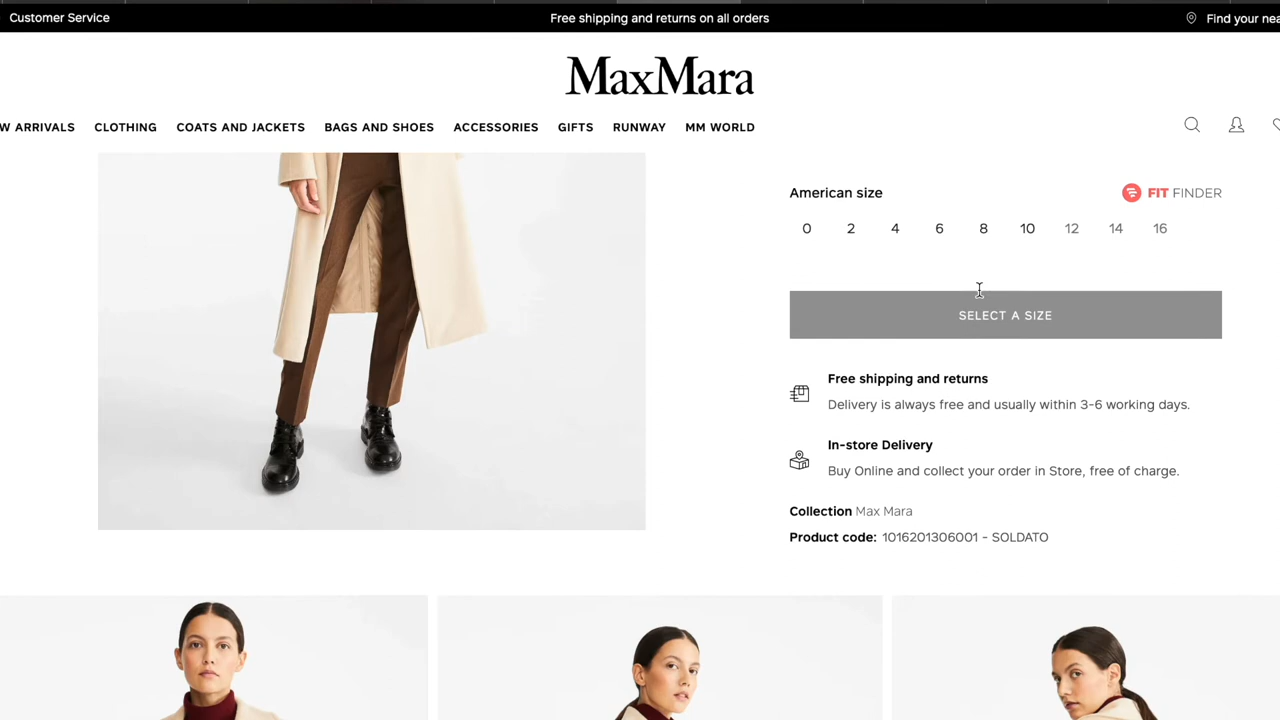 Customer Service
Free shipping and returns on all orders
Find your nea
MaxMara
W ARRIVALS CLOTHING COATS AND JACKETS BAGS AND SHOES ACCESSORIES GIFTS RUNWAY MM WORLD
American size
FIT FINDER
0 2 4 6 8 10 12 14 16
SELECT A SIZE
Free shipping and returns
Delivery is always free and usually within 3-6 working days.
In-store Delivery
Buy Online and collect your order in Store, free of charge.
Collection Max Mara
Product code: 1016201306001 - SOLDATO